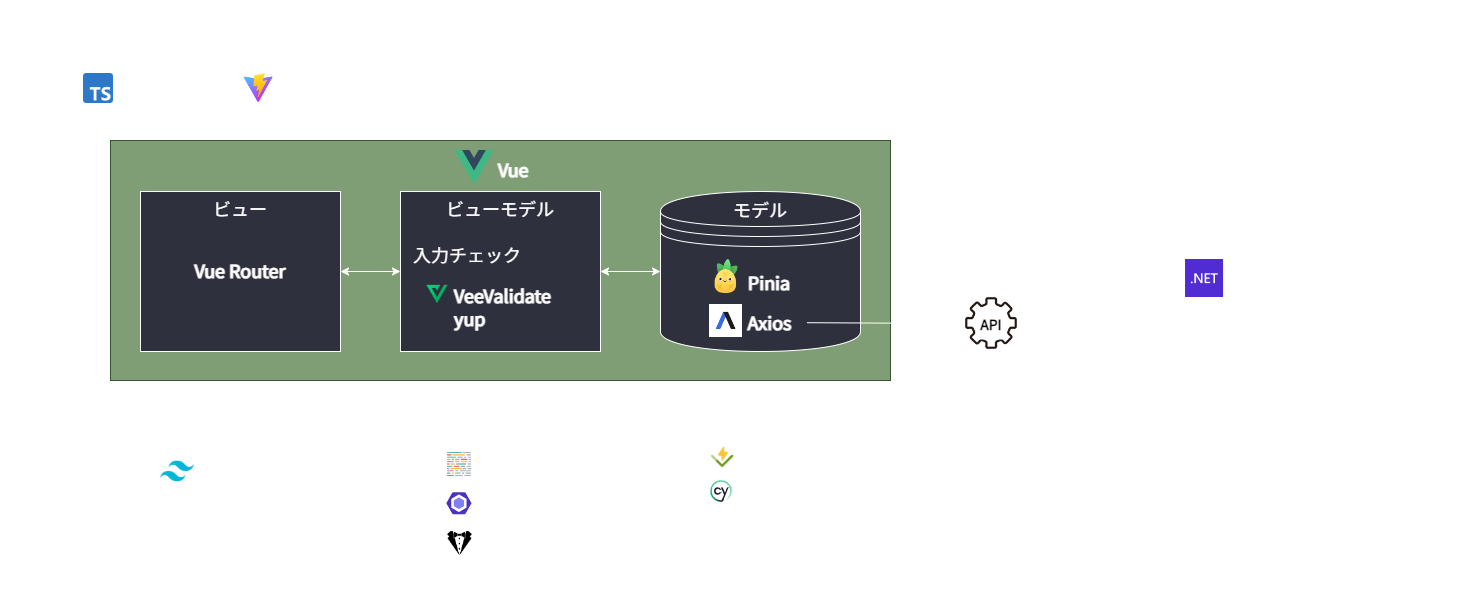 TS
Vue
ビュー
Vue Router
ビューモデル
入力チェック
VeeValidate
yup
モデル
Pinia
Axios
API
.NET
cy